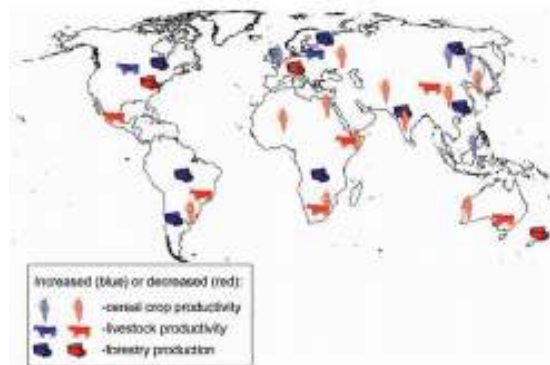 Increased (blue) or decreased (red):
-cereal crop productivity
-livestock productivity
-forestry production